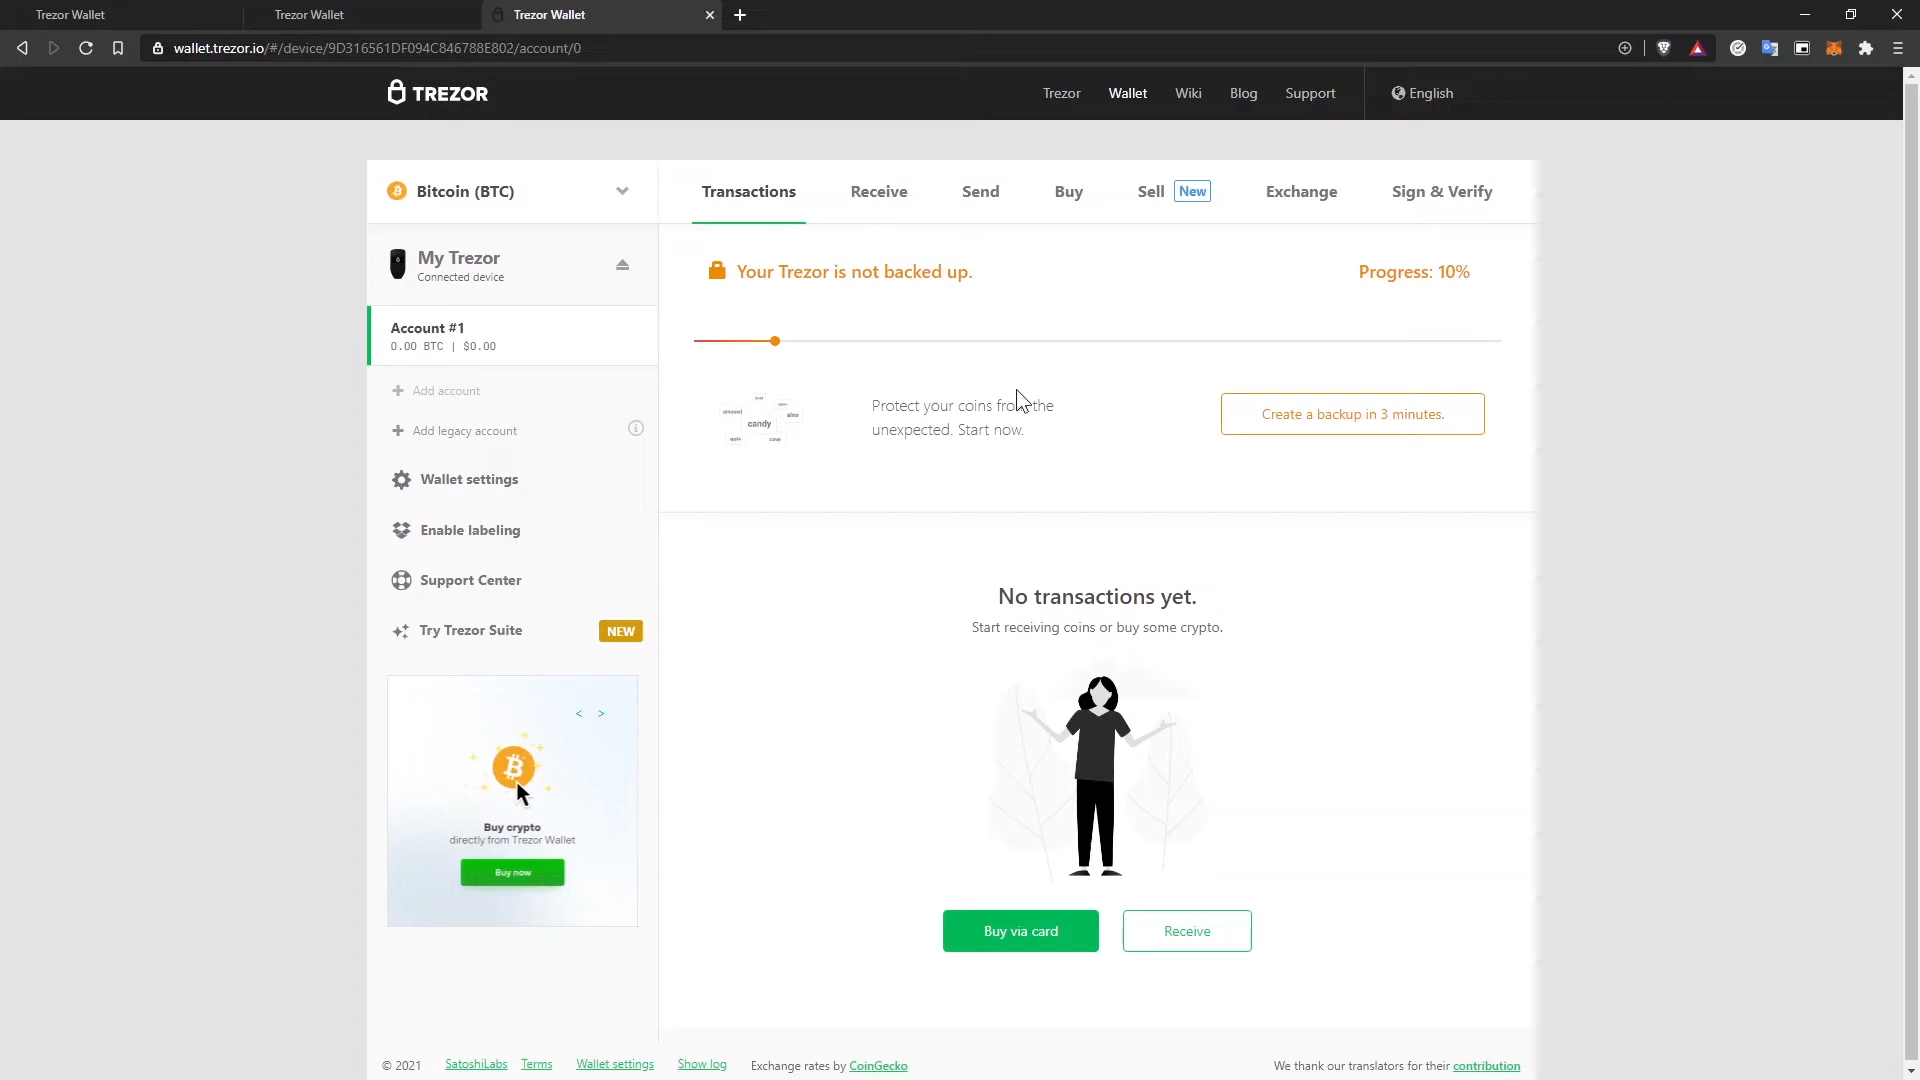 Trezor Wallet
Trezor Wallet
Trezor Wallet
wallet.trezor.io/#/device/9D316561DF094C846788E802/account/0
TREZOR
Trezor
Wallet
Wiki
Blog
Support
English
Bitcoin (BTC)
Transactions
Receive
Send
Buy
Sell New
Exchange
Sign & Verify
My Trezor
Connected device
Your Trezor is not backed up.
Progress: 10%
Account #1
0.00 BTC | $0.00
Add account
Add legacy account
amused
candy
also
apple
cove
Protect your coins from the
unexpected. Start now.
Create a backup in 3 minutes.
Wallet settings
Enable labeling
Support Center
Try Trezor Suite
NEW
No transactions yet.
Start receiving coins or buy some crypto.
< >
Buy crypto
directly from Trezor Wallet
Buy now
Buy via card
Receive
© 2021
SatoshiLabs
Terms
Wallet settings
Show log
Exchange rates by CoinGecko
We thank our translators for their contribution